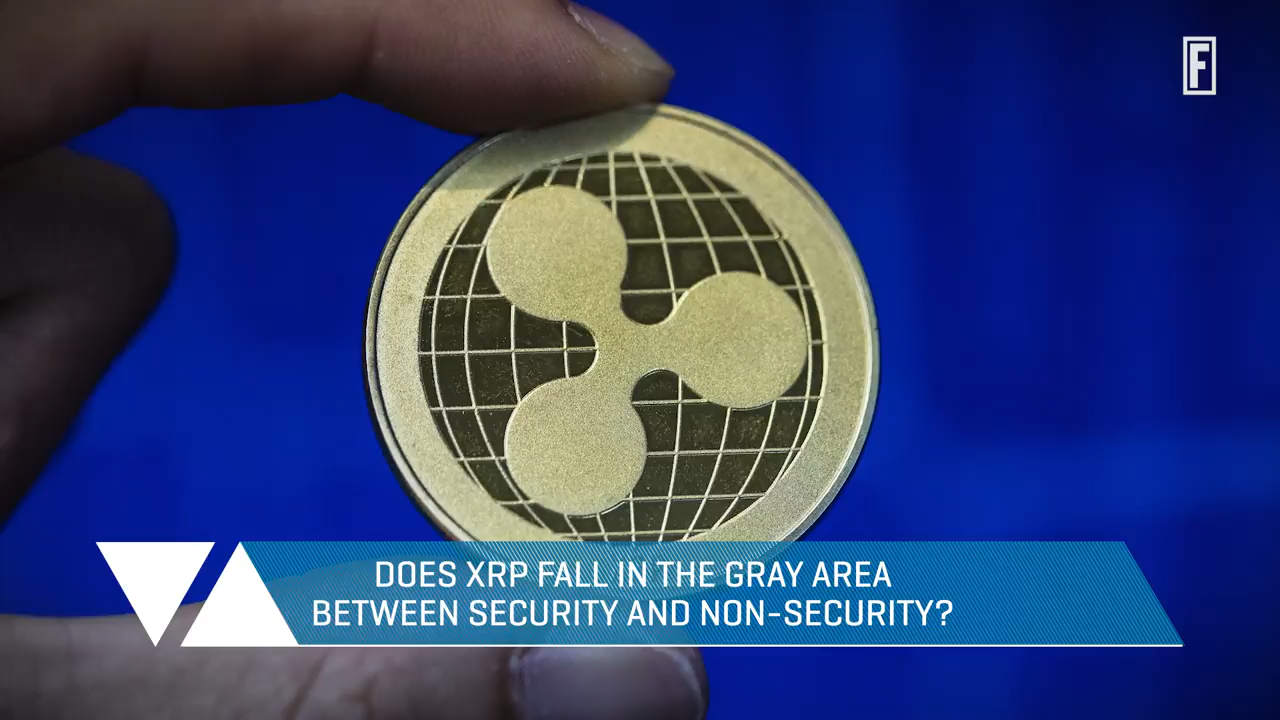 F
DOES XRP FALL IN THE GRAY AREA
BETWEEN SECURITY AND NON-SECURITY?